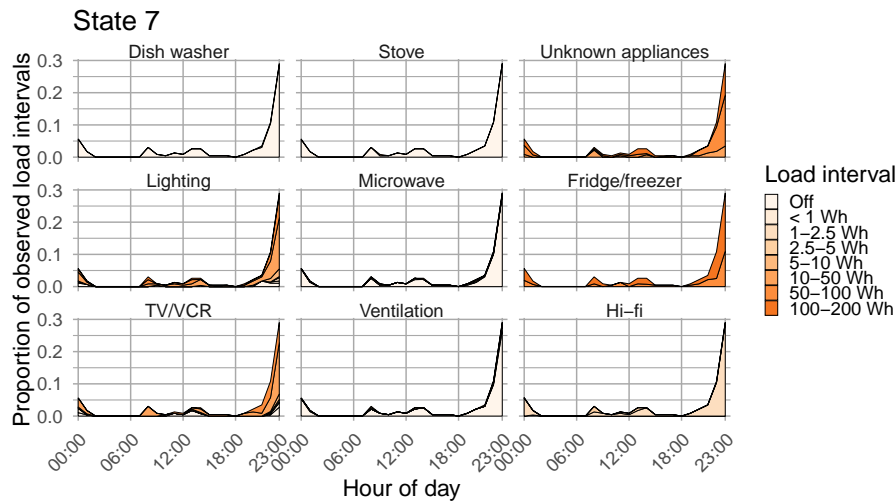 State 7
Dish washer
Stove
Unknown appliances
0.3
0.2
0.1
0.0
Lighting
Microwave
Fridge/freezer
0.3
0.2
0.1
0.0
TV/VCR
Ventilation
Hi−fi
0.3
0.2
0.1
0.0
00:00 06:00 12:00 18:00 23:00
00:00 06:00 12:00 18:00 23:00
00:00 06:00 12:00 18:00 23:00
Hour of day
Proportion of observed load intervals
Load interval
Off
< 1 Wh
1−2.5 Wh
2.5−5 Wh
5−10 Wh
10−50 Wh
50−100 Wh
100−200 Wh